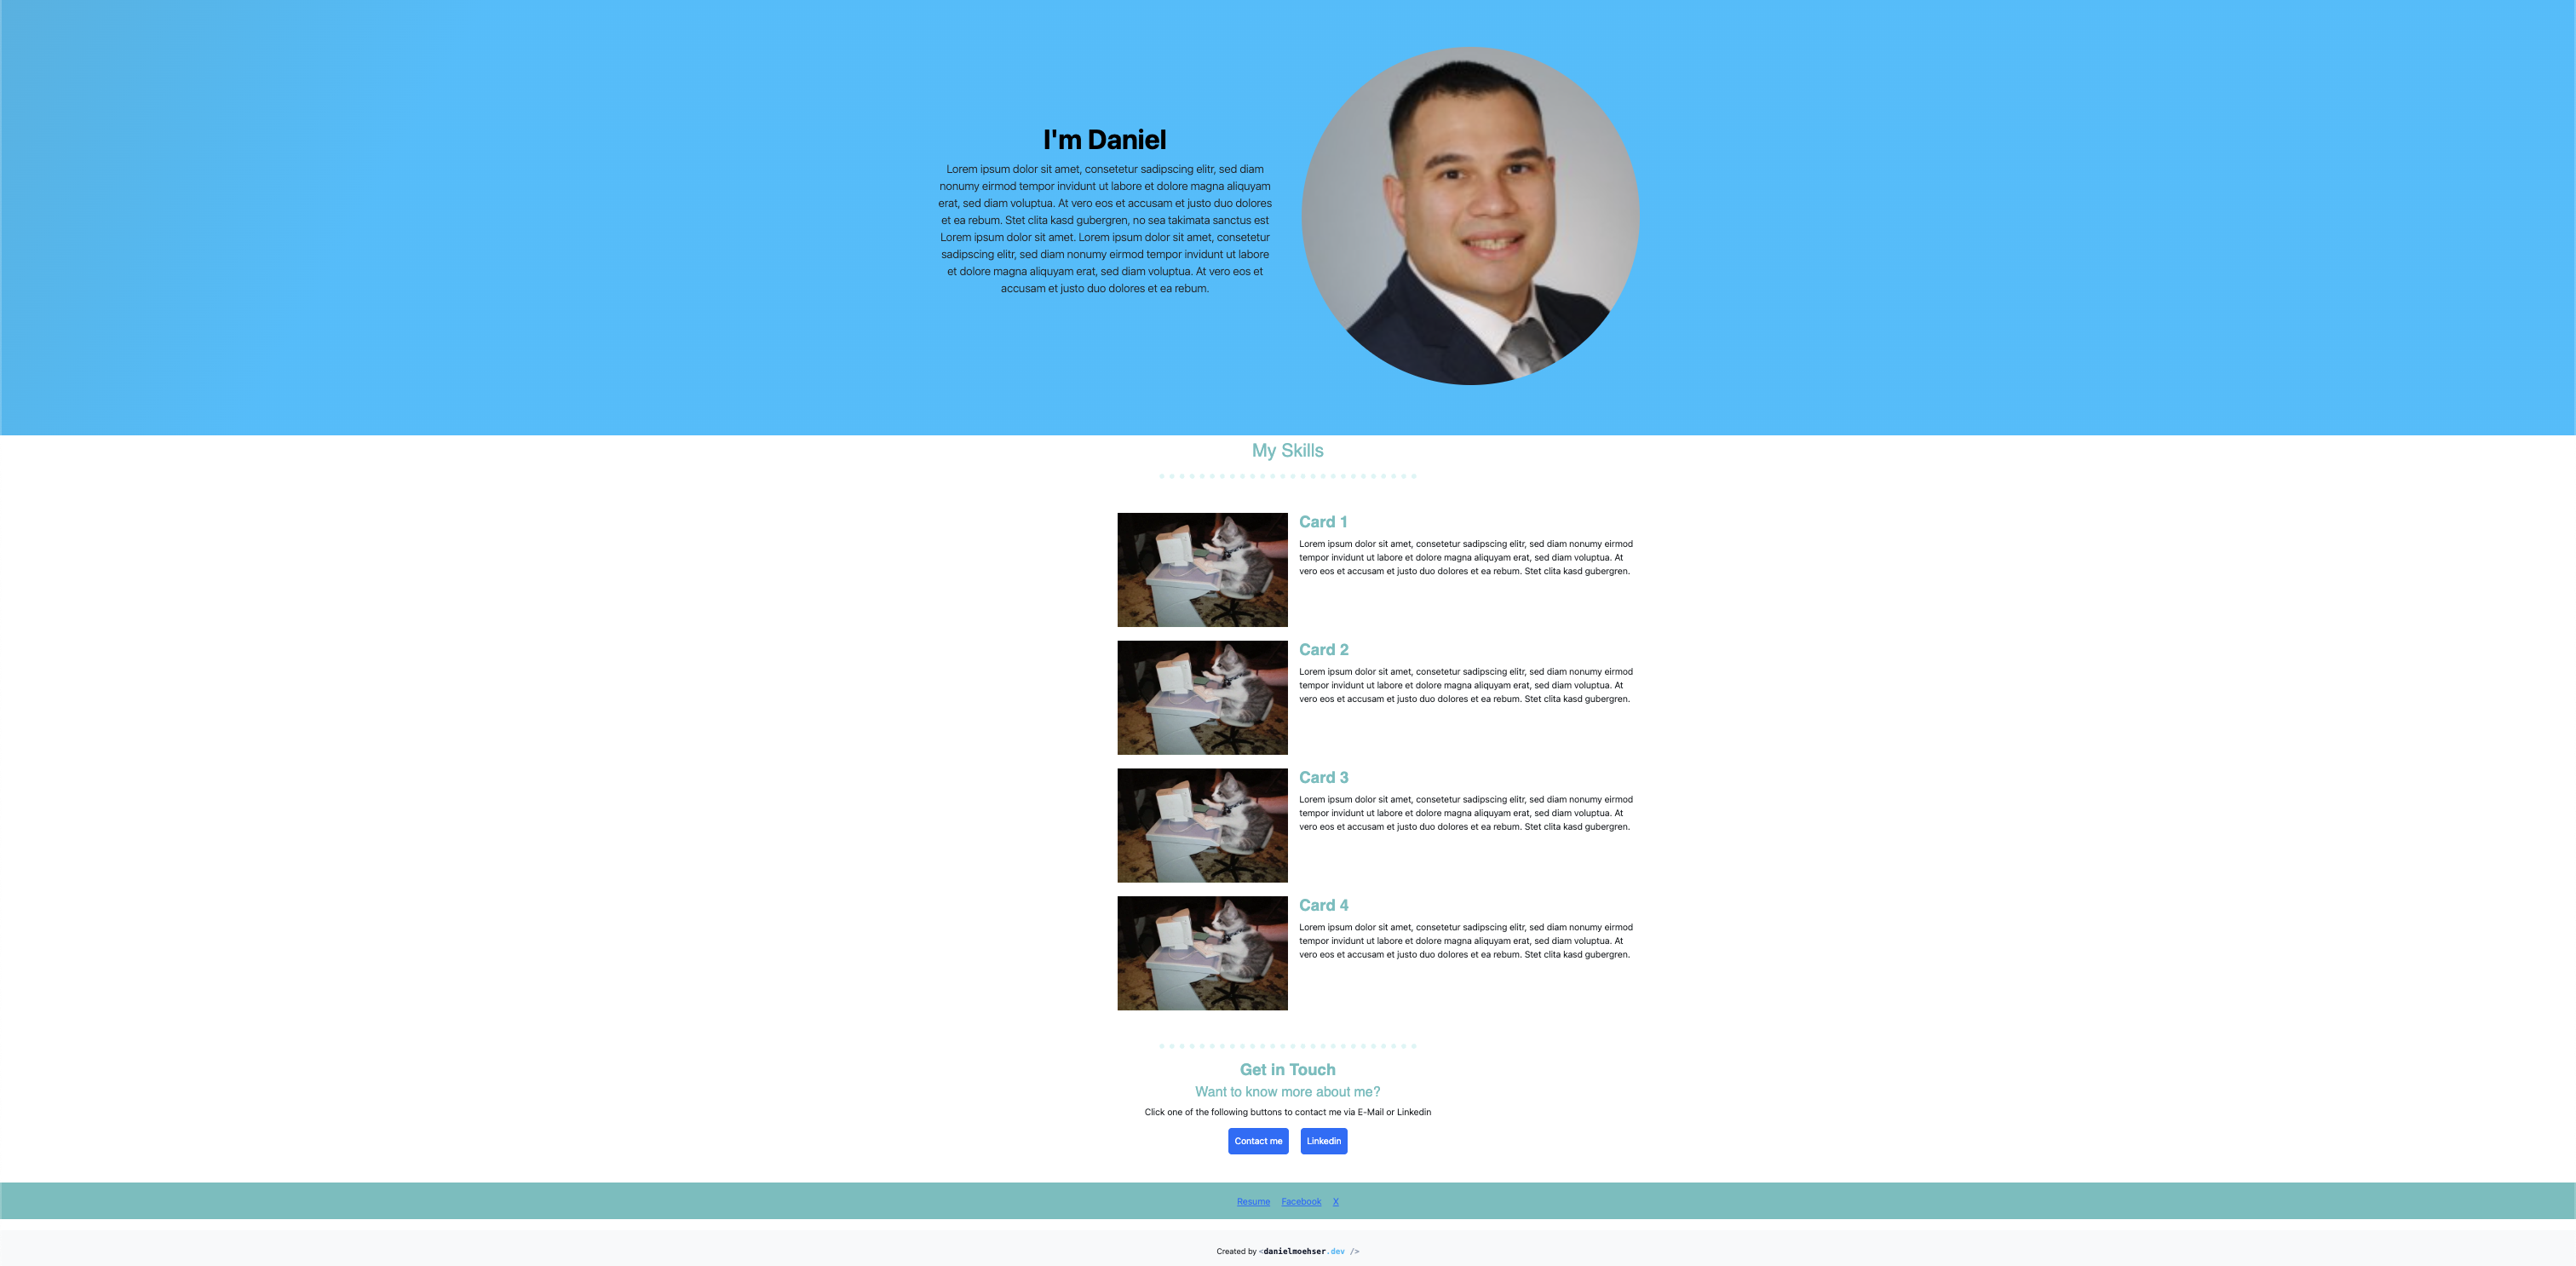 I'm Daniel
Lorem ipsum dolor sit amet, consetetur sadipscing elitr, sed diam
nonumy eirmod tempor invidunt ut labore et dolore magna aliquyam
erat, sed diam voluptua. At vero eos et accusam et justo duo dolores
et ea rebum. Stet clita kasd gubergren, no sea takimata sanctus est
Lorem ipsum dolor sit amet. Lorem ipsum dolor sit amet, consetetur
sadipscing elitr, sed diam nonumy eirmod tempor invidunt ut labore
et dolore magna aliquyam erat, sed diam voluptua. At vero eos et
accusam et justo duo dolores et ea rebum.
My Skills
Card 1
Lorem ipsum dolor sit amet, consetetur sadipscing elitr, sed diam nonumy eirmod
tempor invidunt ut labore et dolore magna aliquyam erat, sed diam voluptua. At
vero eos et accusam et justo duo dolores et ea rebum. Stet clita kasd gubergren.
Card 2
Lorem ipsum dolor sit amet, consetetur sadipscing elitr, sed diam nonumy eirmod
tempor invidunt ut labore et dolore magna aliquyam erat, sed diam voluptua. At
vero eos et accusam et justo duo dolores et ea rebum. Stet clita kasd gubergren.
Card 3
Lorem ipsum dolor sit amet, consetetur sadipscing elitr, sed diam nonumy eirmod
tempor invidunt ut labore et dolore magna aliquyam erat, sed diam voluptua. At
vero eos et accusam et justo duo dolores et ea rebum. Stet clita kasd gubergren.
Card 4
Lorem ipsum dolor sit amet, consetetur sadipscing elitr, sed diam nonumy eirmod
tempor invidunt ut labore et dolore magna aliquyam erat, sed diam voluptua. At
vero eos et accusam et justo duo dolores et ea rebum. Stet clita kasd gubergren.
Get in Touch
Want to know more about me?
Click one of the following buttons to contact me via E-Mail or Linkedin
Contact me Linkedin
Resume Facebook X
Created by <danielmoehser.dev />